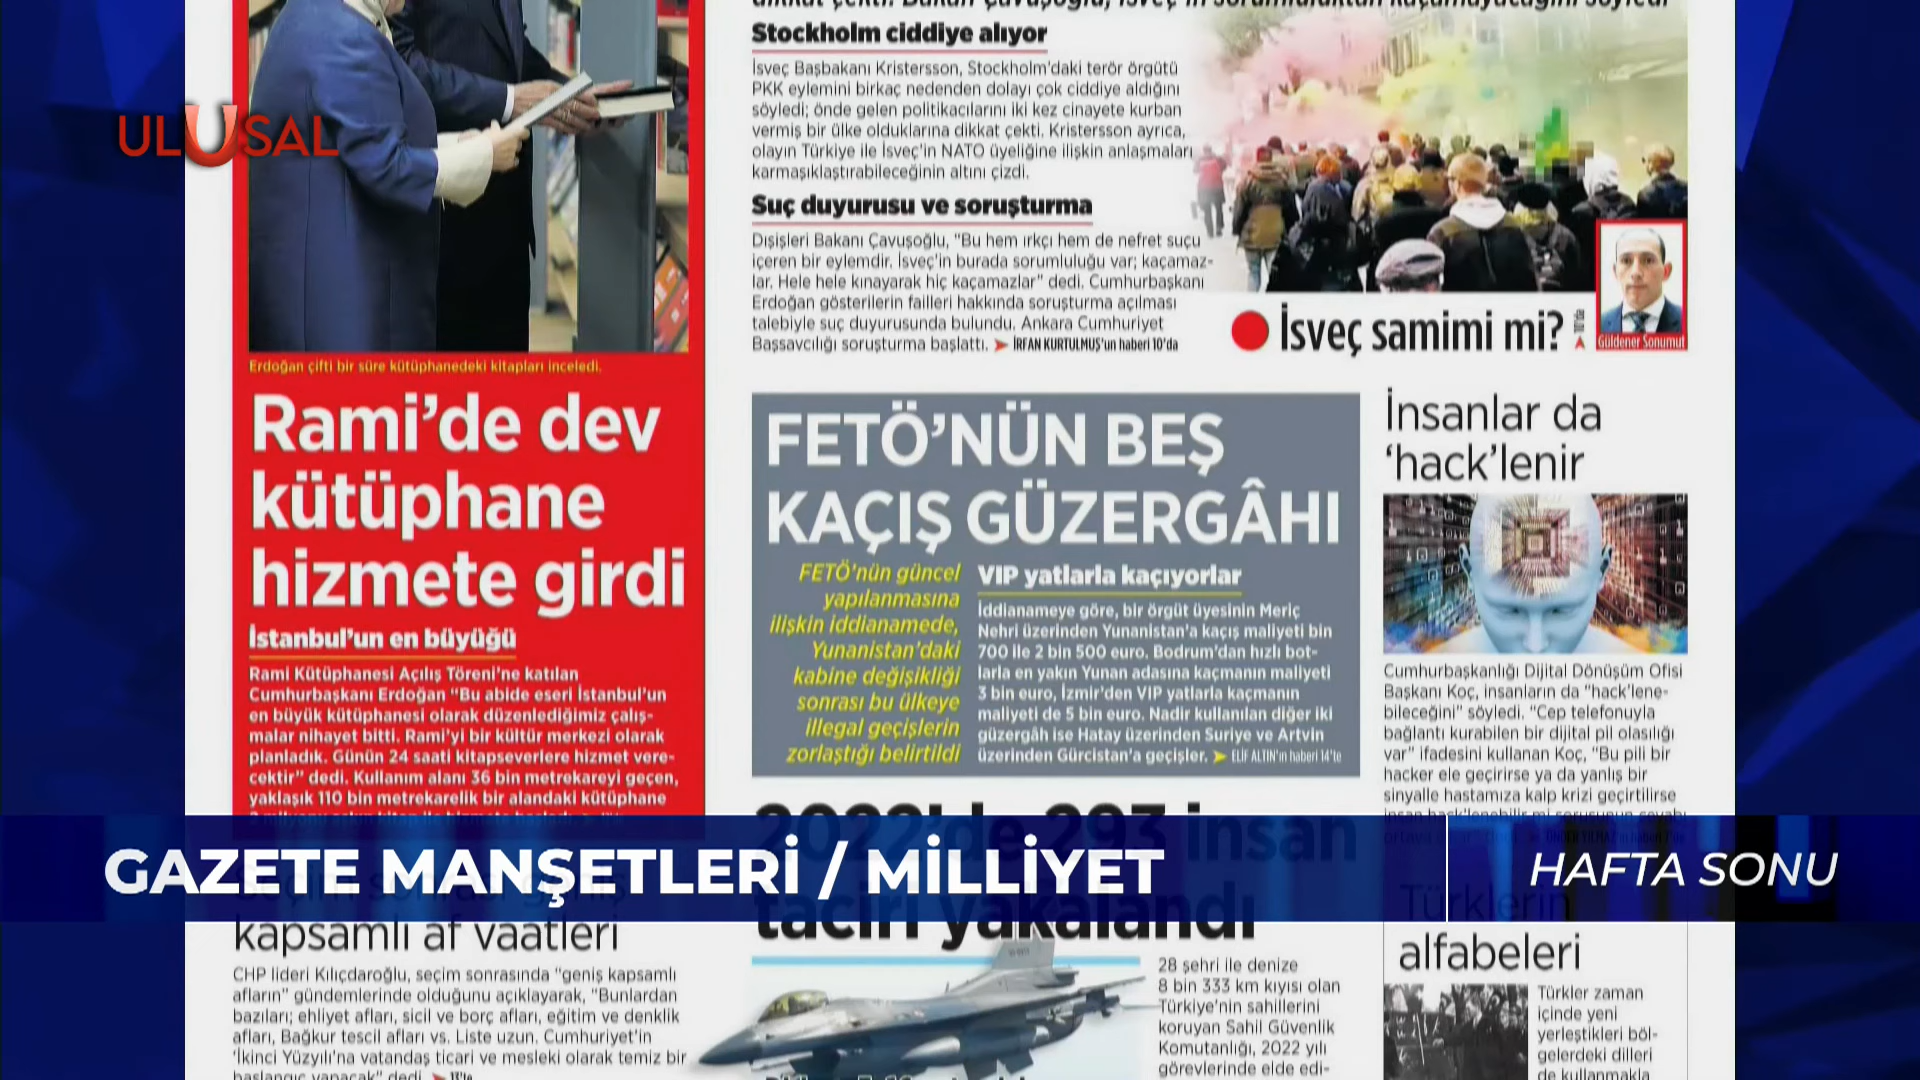 ULUSAL
Erdoğan çifti bir süre kütüphanedeki kitapları inceledi.
Rami’de dev
kütüphane
hizmete girdi
İstanbul’un en büyüğü
Rami Kütüphanesi Açılış Töreni’ne katılan
Cumhurbaşkanı Erdoğan “Bu abide eseri İstanbul’un
en büyük kütüphanesi olarak düzenlediğimiz çalış-
malar nihayet bitti. Rami’yi bir kültür merkezi olarak
planladık. Günün 24 saati kitapseverlere hizmet vere-
cektir” dedi. Kullanım alanı 36 bin metrekareyi geçen,
yaklaşık 110 bin metrekarelik bir alandaki kütüphane
Stockholm ciddiye alıyor
İsveç Başbakanı Kristersson, Stockholm’daki terör örgütü
PKK eylemini birkaç nedenden dolayı çok ciddiye aldığını
söyledi; önde gelen politikacılarını iki kez cinayete kurban
vermiş bir ülke olduklarına dikkat çekti. Kristersson ayrıca,
olayın Türkiye ile İsveç’in NATO üyeliğine ilişkin anlaşmaları
karmaşıklaştırabileceğinin altını çizdi.
Suç duyurusu ve soruşturma
Dışişleri Bakanı Çavuşoğlu, “Bu hem ırkçı hem de nefret suçu
içeren bir eylemdir. İsveç’in burada sorumluluğu var; kaçamaz-
lar. Hele hele kınayarak hiç kaçamazlar” dedi. Cumhurbaşkanı
Erdoğan gösterilerin failleri hakkında soruşturma açılması
talebiyle suç duyurusunda bulundu. Ankara Cumhuriyet
Başsavcılığı soruşturma başlattı. ➤ İRFAN KURTULMUŞ’un haberi 10’da
İsveç samimi mi? 10’da
Güldener Sonumut
FETÖ’NÜN BEŞ
KAÇIŞ GÜZERGÂHI
FETÖ’nün güncel
yapılanmasına
ilişkin iddianamede,
Yunanistan’daki
kabine değişikliği
sonrası bu ülkeye
illegal geçişlerin
zorlaştığı belirtildi
VIP yatlarla kaçıyorlar
İddianameye göre, bir örgüt üyesinin Meriç
Nehri üzerinden Yunanistan’a kaçış maliyeti bin
700 ile 2 bin 500 euro. Bodrum’dan hızlı bot-
larla en yakın Yunan adasına kaçmanın maliyeti
3 bin euro, İzmir’den VIP yatlarla kaçmanın
maliyeti de 5 bin euro. Nadir kullanılan diğer iki
güzergâh ise Hatay üzerinden Suriye ve Artvin
üzerinden Gürcistan’a geçişler. ➤ ELİF ALTIN’ın haberi 14’te
İnsanlar da
‘hack’lenir
Cumhurbaşkanlığı Dijital Dönüşüm Ofisi
Başkanı Koç, insanların da “hack’lene-
bileceğini” söyledi. “Cep telefonuyla
bağlantı kurabilen bir dijital pil olasılığı
var” ifadesini kullanan Koç, “Bu pili bir
hacker ele geçirirse ya da yanlış bir
sinyalle hastamıza kalp krizi geçirtilirse
2022’de 293 insan
taciri yakalandı
GAZETE MANŞETLERİ / MİLLİYET
HAFTA SONU
kapsamlı af vaatleri
CHP lideri Kılıçdaroğlu, seçim sonrasında “geniş kapsamlı
afların” gündemlerinde olduğunu açıklayarak, “Bunlardan
bazıları; ehliyet afları, sicil ve borç afları, eğitim ve denklik
afları, Bağkur tescil afları vs. Liste uzun. Cumhuriyet’in
‘İkinci Yüzyılı’na vatandaş ticari ve mesleki olarak temiz bir
başlangıç yapacak” dedi.
28 şehri ile denize
8 bin 333 km kıyısı olan
Türkiye’nin sahillerini
koruyan Sahil Güvenlik
Komutanlığı, 2022 yılı
görevlerinde elde edi-
Türklerin
alfabeleri
Türkler zaman
içinde yeni
yerleştikleri böl-
gelerdeki dilleri
de kullanmakla